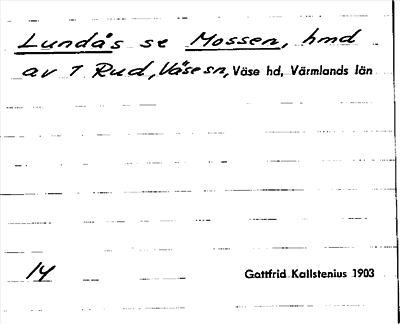 Lundås se Mossen, hmd
av 1 Rud, Väse sn, Väse hd, Värmlands län
14 Gottfrid Kallstenius 1903